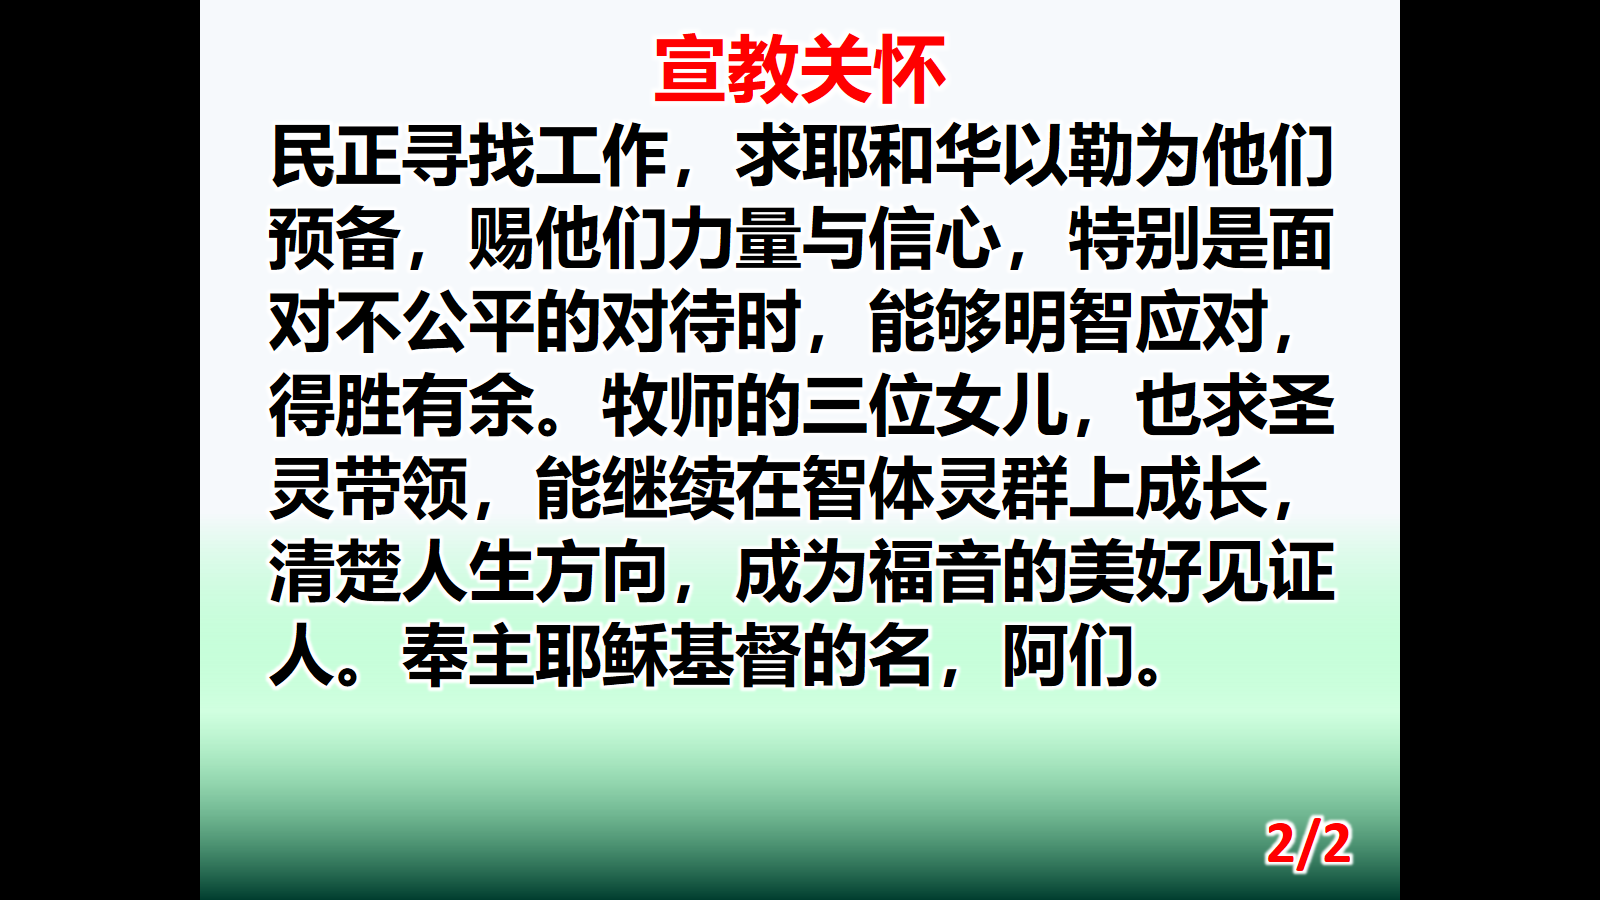 宣教关怀
民正寻找工作，求耶和华以勒为他们
预备，赐他们力量与信心，特别是面
对不公平的对待时，能够明智应对，
得胜有余。牧师的三位女儿，也求圣
灵带领，能继续在智体灵群上成长，
清楚人生方向，成为福音的美好见证
人。奉主耶稣基督的名，阿们。
2/2